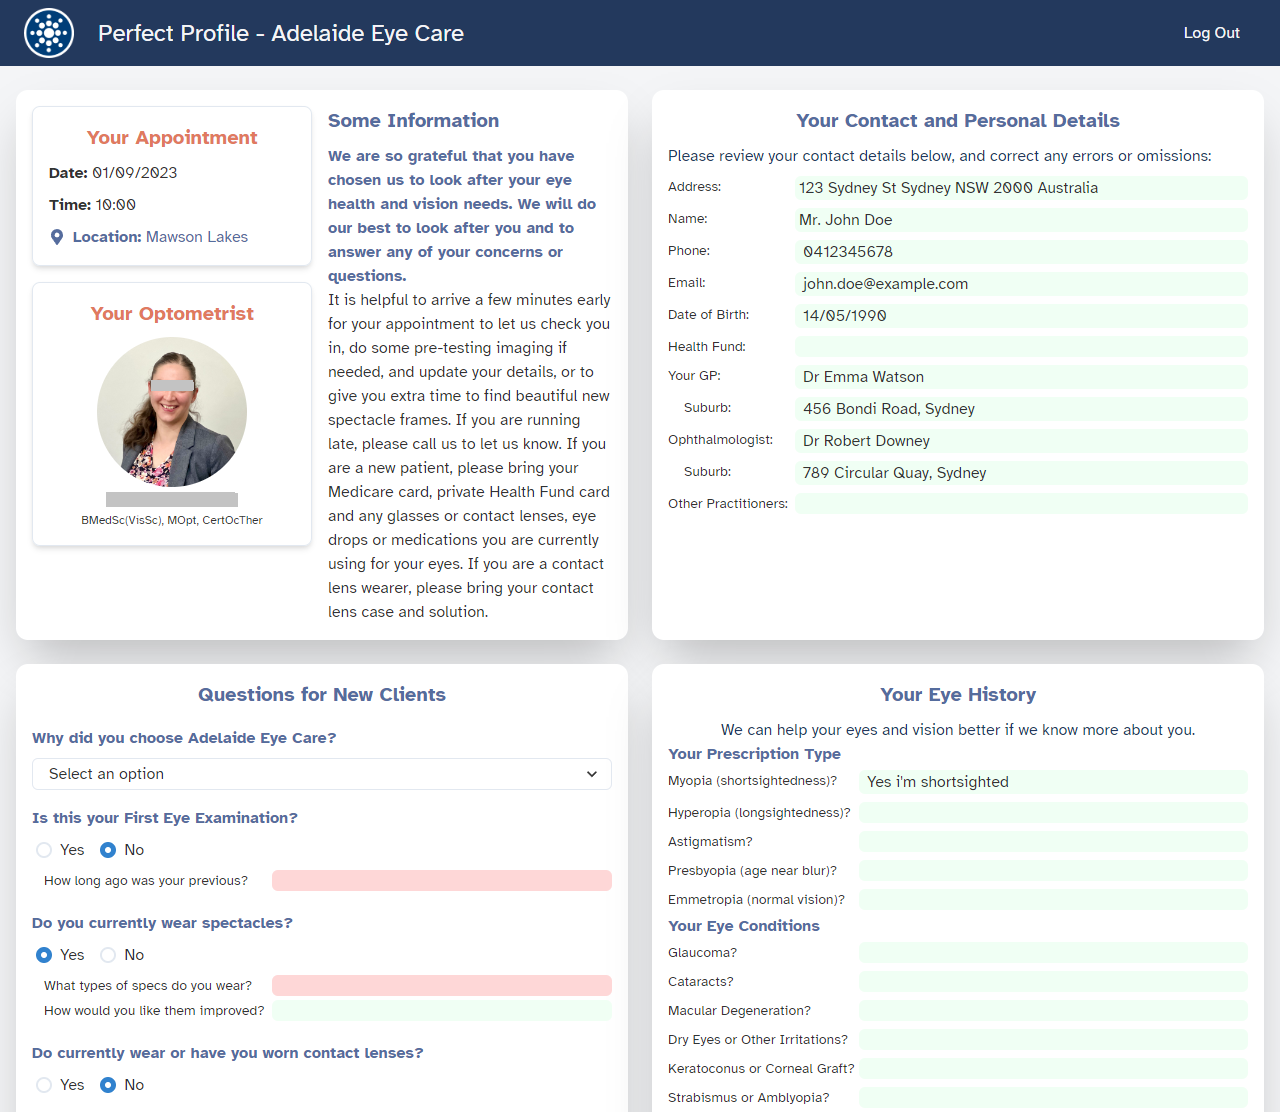 Perfect Profile - Adelaide Eye Care
Log Out
Your Appointment
Date: 01/09/2023
Time: 10:00
Location: Mawson Lakes
Your Optometrist
BMedSc(VisSc), MOpt, CertOcTher
Some Information
We are so grateful that you have
chosen us to look after your eye
health and vision needs. We will do
our best to look after you and to
answer any of your concerns or
questions.
It is helpful to arrive a few minutes early
for your appointment to let us check you
in, do some pre-testing imaging if
needed, and update your details, or to
give you extra time to find beautiful new
spectacle frames. If you are running
late, please call us to let us know. If you
are a new patient, please bring your
Medicare card, private Health Fund card
and any glasses or contact lenses, eye
drops or medications you are currently
using for your eyes. If you are a contact
lens wearer, please bring your contact
lens case and solution.
Your Contact and Personal Details
Please review your contact details below, and correct any errors or omissions:
Address: 123 Sydney St Sydney NSW 2000 Australia
Name: Mr. John Doe
Phone: 0412345678
Email: john.doe@example.com
Date of Birth: 14/05/1990
Health Fund:
Your GP: Dr Emma Watson
Suburb: 456 Bondi Road, Sydney
Ophthalmologist: Dr Robert Downey
Suburb: 789 Circular Quay, Sydney
Other Practitioners:
Questions for New Clients
Why did you choose Adelaide Eye Care?
Select an option
Is this your First Eye Examination?
Yes No
How long ago was your previous?
Do you currently wear spectacles?
Yes No
What types of specs do you wear?
How would you like them improved?
Do currently wear or have you worn contact lenses?
Yes No
Your Eye History
We can help your eyes and vision better if we know more about you.
Your Prescription Type
Myopia (shortsightedness)? Yes i'm shortsighted
Hyperopia (longsightedness)?
Astigmatism?
Presbyopia (age near blur)?
Emmetropia (normal vision)?
Your Eye Conditions
Glaucoma?
Cataracts?
Macular Degeneration?
Dry Eyes or Other Irritations?
Keratoconus or Corneal Graft?
Strabismus or Amblyopia?